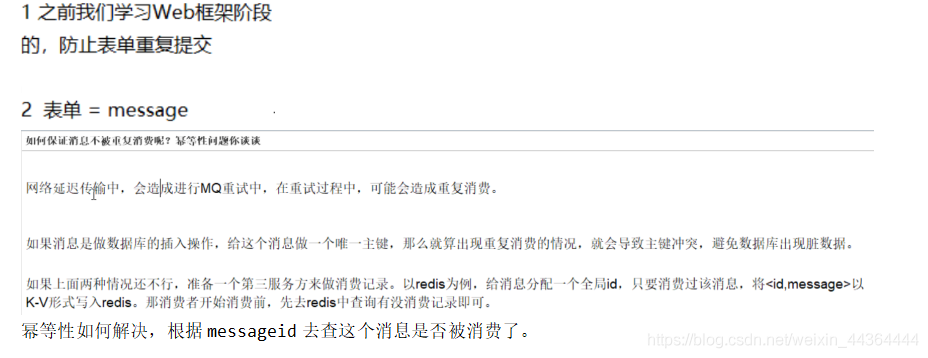 1 之前我们学习Web框架阶段
的，防止表单重复提交
2 表单 = message
如何保证消息不被重复消费呢？幂等性问题你谈谈
网络延迟传输中，会造成进行MQ重试中，在重试过程中，可能会造成重复消费。
如果消息是做数据库的插入操作，给这个消息做一个唯一主键，那么就算出现重复消费的情况，就会导致主键冲突，避免数据库出现脏数据。
如果上面两种情况还不行，准备一个第三服务方来做消费记录。以redis为例，给消息分配一个全局id，只要消费过该消息，将<id,message>以
K-V形式写入redis。那消费者开始消费前，先去redis中查询有没消费记录即可。
幂等性如何解决，根据messageid去查这个消息是否被消费了。
https://blog.csdn.net/weixin_44364444